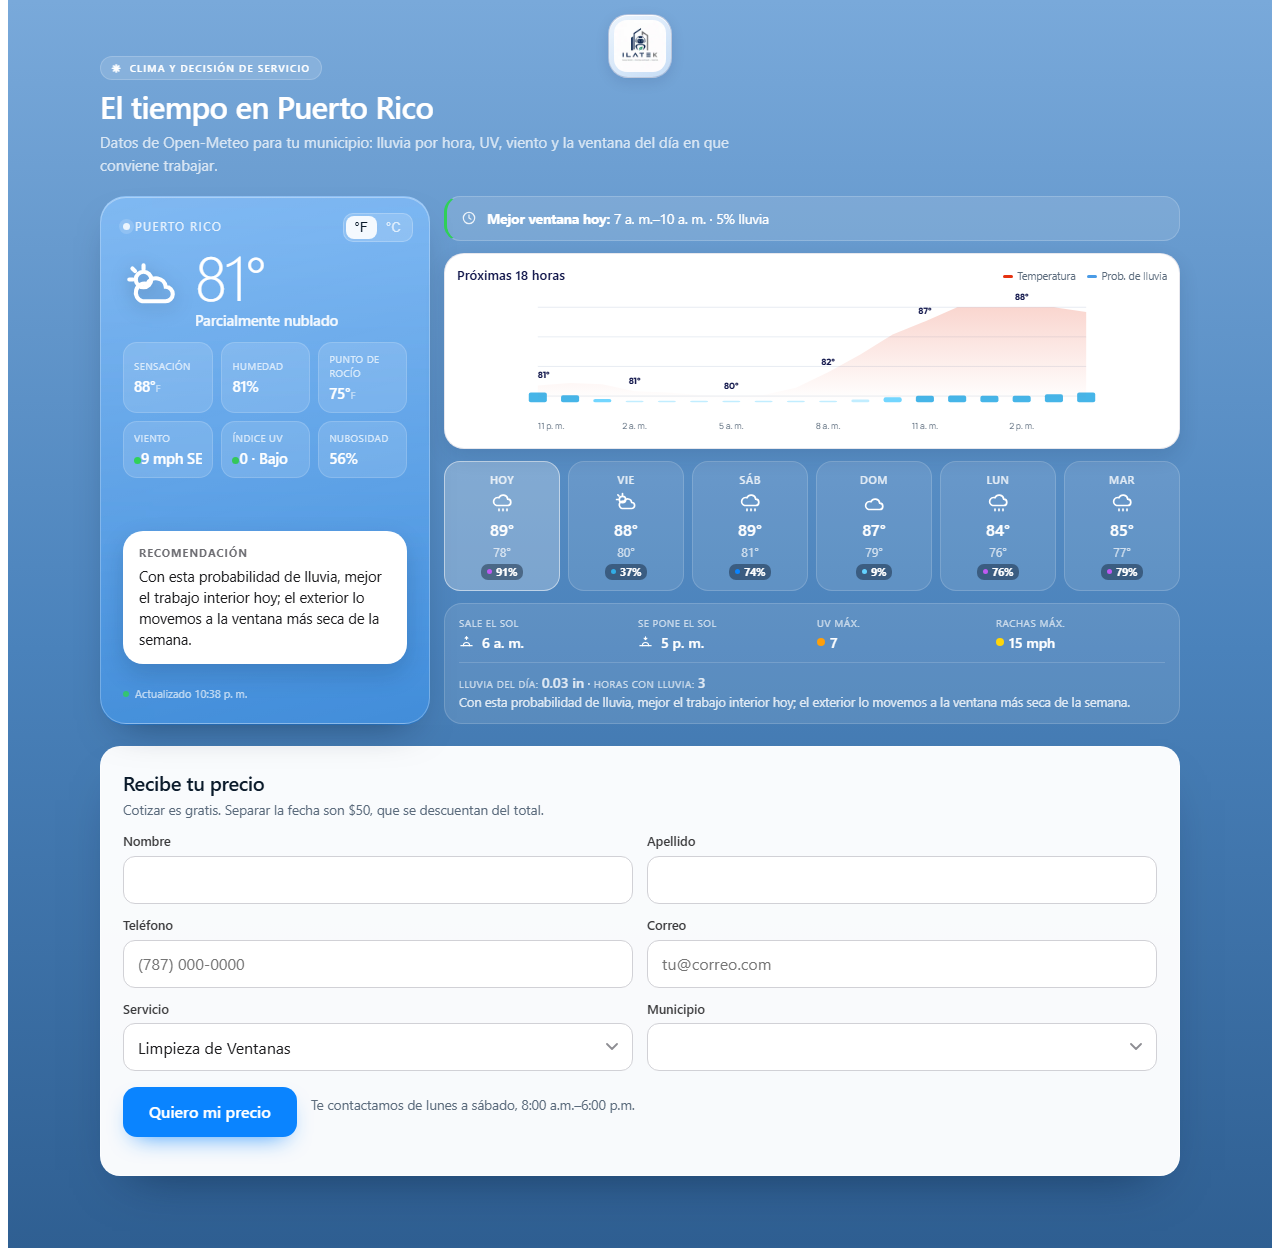 ILATEK
CLIMA Y DECISIÓN DE SERVICIO
El tiempo en Puerto Rico
Datos de Open-Meteo para tu municipio: lluvia por hora, UV, viento y la ventana del día en que
conviene trabajar.
PUERTO RICO
°F °C
81°
Parcialmente nublado
SENSACIÓN
88°F
HUMEDAD
81%
PUNTO DE
ROCÍO
75°F
VIENTO
9 mph SE
ÍNDICE UV
0 · Bajo
NUBOSIDAD
56%
RECOMENDACIÓN
Con esta probabilidad de lluvia, mejor
el trabajo interior hoy; el exterior lo
movemos a la ventana más seca de la
semana.
Actualizado 10:38 p. m.
Mejor ventana hoy: 7 a. m.–10 a. m. · 5% lluvia
Próximas 18 horas
Temperatura Prob. de lluvia
81° 81° 80° 82° 87° 88°
11 p. m. 2 a. m. 5 a. m. 8 a. m. 11 a. m. 2 p. m.
HOY
89°
78°
91%
VIE
88°
80°
37%
SÁB
89°
81°
74%
DOM
87°
79°
9%
LUN
84°
76°
76%
MAR
85°
77°
79%
SALE EL SOL
6 a. m.
SE PONE EL SOL
5 p. m.
UV MÁX.
7
RACHAS MÁX.
15 mph
LLUVIA DEL DÍA: 0.03 in · HORAS CON LLUVIA: 3
Con esta probabilidad de lluvia, mejor el trabajo interior hoy; el exterior lo movemos a la ventana más seca de la semana.
Recibe tu precio
Cotizar es gratis. Separar la fecha son $50, que se descuentan del total.
Nombre
Apellido
Teléfono
(787) 000-0000
Correo
tu@correo.com
Servicio
Limpieza de Ventanas
Municipio
Quiero mi precio
Te contactamos de lunes a sábado, 8:00 a.m.–6:00 p.m.